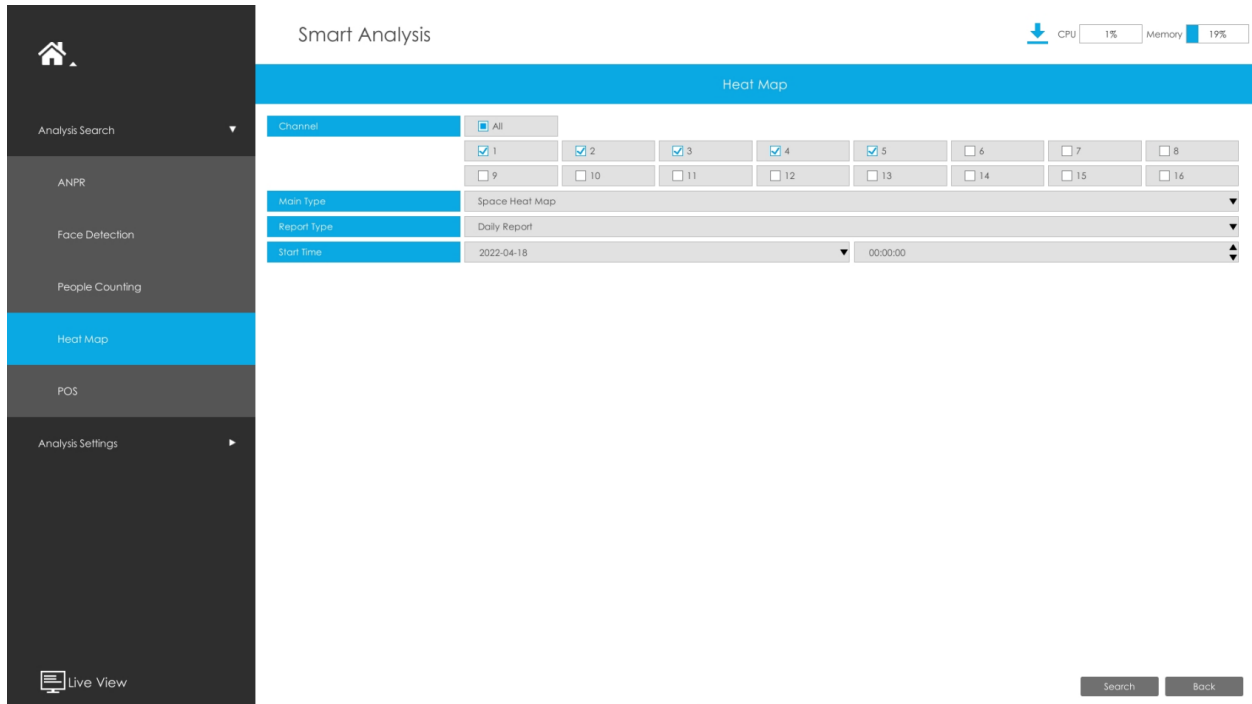 Smart Analysis
CPU 1% Memory 19%
Heat Map
Analysis Search
ANPR
Face Detection
People Counting
Heat Map
POS
Analysis Settings
Live View
Channel All
1 2 3 4 5 6 7 8
9 10 11 12 13 14 15 16
Main Type Space Heat Map
Report Type Daily Report
Start Time 2022-04-18 00:00:00
Search Back